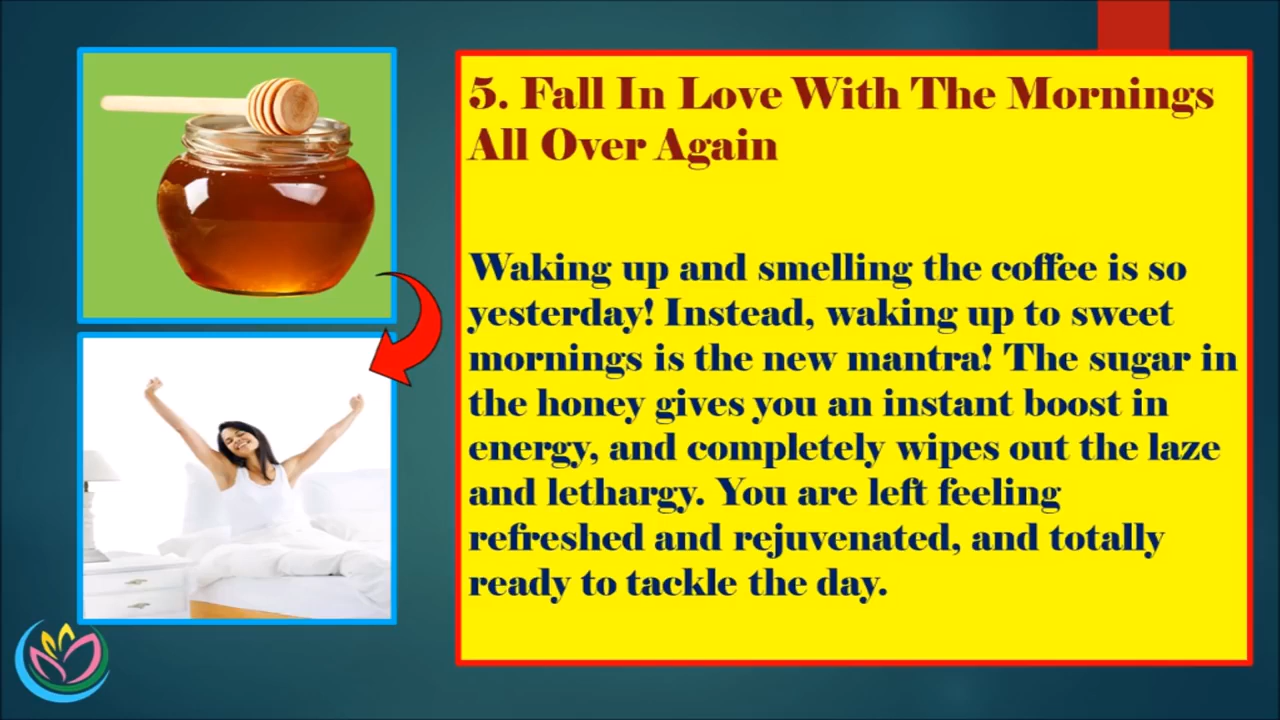 5. Fall In Love With The Mornings
All Over Again
Waking up and smelling the coffee is so
yesterday! Instead, waking up to sweet
mornings is the new mantra! The sugar in
the honey gives you an instant boost in
energy, and completely wipes out the laze
and lethargy. You are left feeling
refreshed and rejuvenated, and totally
ready to tackle the day.